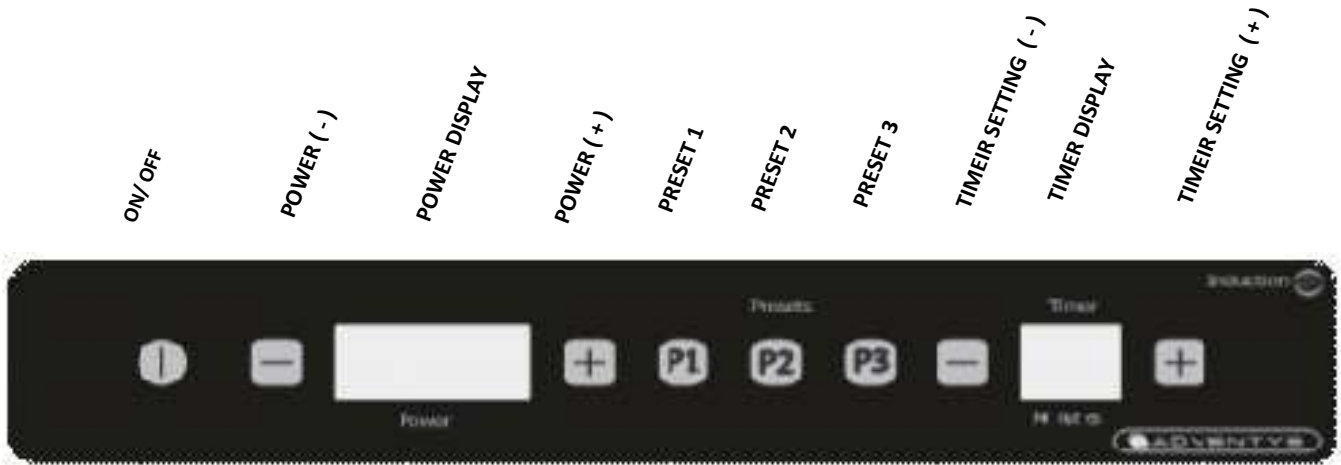 ON/ OFF
POWER ( - )
POWER DISPLAY
POWER ( + )
PRESET 1
PRESET 2
PRESET 3
TIMEIR SETTING ( - )
TIMER DISPLAY
TIMEIR SETTING ( + )
Induction
Presets
Timer
P1
P2
P3
Power
ADVENTYS